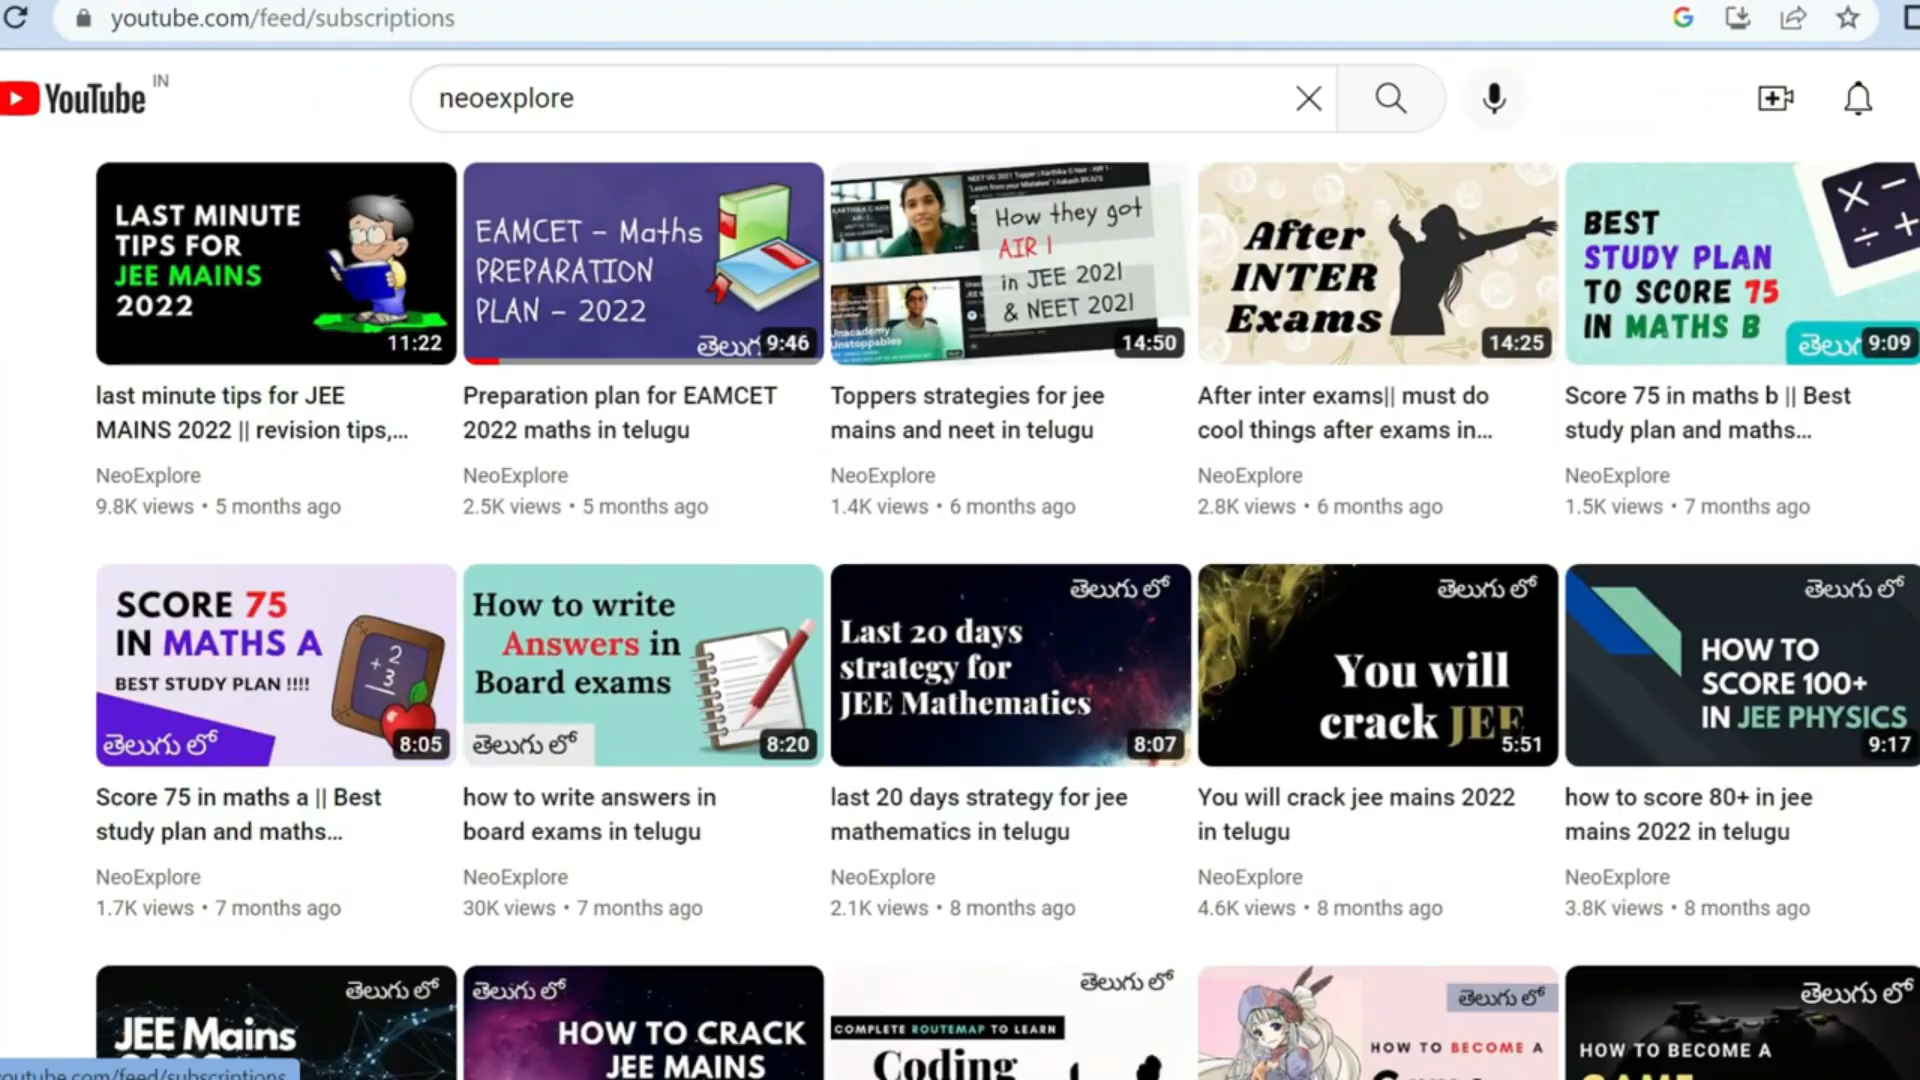 youtube.com/feed/subscriptions
YouTube IN
neoexplore
LAST MINUTE
TIPS FOR
JEE MAINS
2022
11:22
EAMCET - Maths
PREPARATION
PLAN - 2022
9:46
How they got
AIR 1
in JEE 2021
& NEET 2021
Unacademy
Unstoppables
14:50
After
INTER
Exams
14:25
BEST
STUDY PLAN
TO SCORE 75
IN MATHS B
9:09
last minute tips for JEE
MAINS 2022 || revision tips,...
NeoExplore
9.8K views • 5 months ago
Preparation plan for EAMCET
2022 maths in telugu
NeoExplore
2.5K views • 5 months ago
Toppers strategies for jee
mains and neet in telugu
NeoExplore
1.4K views • 6 months ago
After inter exams|| must do
cool things after exams in...
NeoExplore
2.8K views • 6 months ago
Score 75 in maths b || Best
study plan and maths...
NeoExplore
1.5K views • 7 months ago
SCORE 75
IN MATHS A
BEST STUDY PLAN !!!!
తెలుగు లో
8:05
How to write
Answers in
Board exams
తెలుగు లో
8:20
తెలుగు లో
Last 20 days
strategy for
JEE Mathematics
8:07
తెలుగు లో
You will
crack JEE
5:51
తెలుగు లో
HOW TO
SCORE 100+
IN JEE PHYSICS
9:17
Score 75 in maths a || Best
study plan and maths...
NeoExplore
1.7K views • 7 months ago
how to write answers in
board exams in telugu
NeoExplore
30K views • 7 months ago
last 20 days strategy for jee
mathematics in telugu
NeoExplore
2.1K views • 8 months ago
You will crack jee mains 2022
in telugu
NeoExplore
4.6K views • 8 months ago
how to score 80+ in jee
mains 2022 in telugu
NeoExplore
3.8K views • 8 months ago
తెలుగు లో
JEE Mains
తెలుగు లో
HOW TO CRACK
JEE MAINS
తెలుగు లో
COMPLETE ROUTEMAP TO LEARN
Coding
తెలుగు లో
HOW TO BECOME A
తెలుగు లో
HOW TO BECOME A
GAME
youtube.com/feed/subscriptions